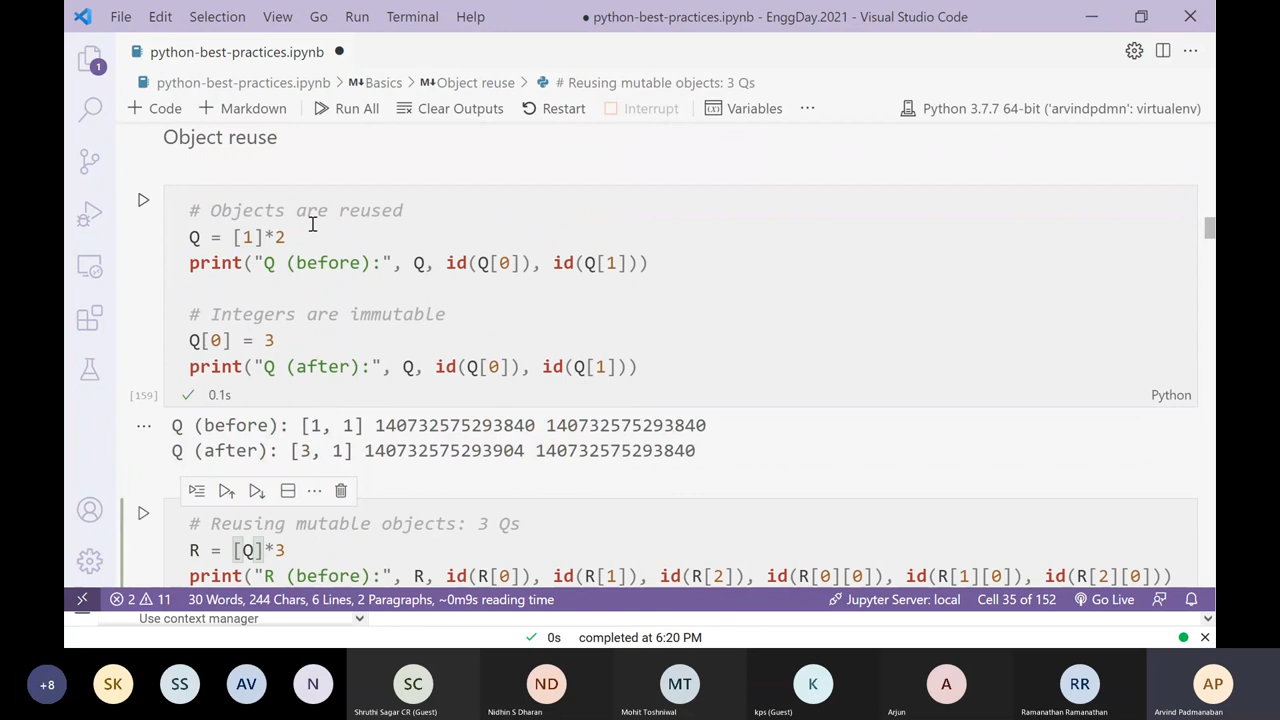 File Edit Selection View Go Run Terminal Help ● python-best-practices.ipynb - EnggDay.2021 - Visual Studio Code
python-best-practices.ipynb ●
python-best-practices.ipynb > M↓Basics > M↓Object reuse > # Reusing mutable objects: 3 Qs
+ Code + Markdown Run All Clear Outputs Restart Interrupt Variables ··· Python 3.7.7 64-bit ('arvindpdmn': virtualenv)
Object reuse
# Objects are reused
Q = [1]*2
print("Q (before):", Q, id(Q[0]), id(Q[1]))
# Integers are immutable
Q[0] = 3
print("Q (after):", Q, id(Q[0]), id(Q[1]))
[159] ✓ 0.1s Python
··· Q (before): [1, 1] 140732575293840 140732575293840
Q (after): [3, 1] 140732575293904 140732575293840
# Reusing mutable objects: 3 Qs
R = [Q]*3
print("R (before):", R, id(R[0]), id(R[1]), id(R[2]), id(R[0][0]), id(R[1][0]), id(R[2][0]))
2 11 30 Words, 244 Chars, 6 Lines, 2 Paragraphs, ~0m9s reading time Jupyter Server: local Cell 35 of 152 Go Live
Use context manager
✓ 0s completed at 6:20 PM
1
+8 SK SS AV N SC ND MT K A RR AP
Shruthi Sagar CR (Guest) Nidhin S Dharan Mohit Toshniwal kps (Guest) Arjun Ramanathan Ramanathan Arvind Padmanaban